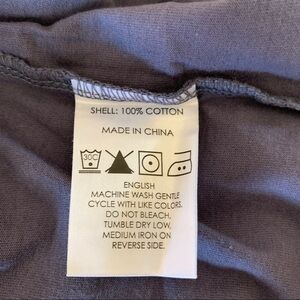 SHELL: 100% COTTON
MADE IN CHINA
30C
ENGLISH
MACHINE WASH GENTLE
CYCLE WITH LIKE COLORS.
DO NOT BLEACH,
TUMBLE DRY LOW,
MEDIUM IRON ON
REVERSE SIDE.